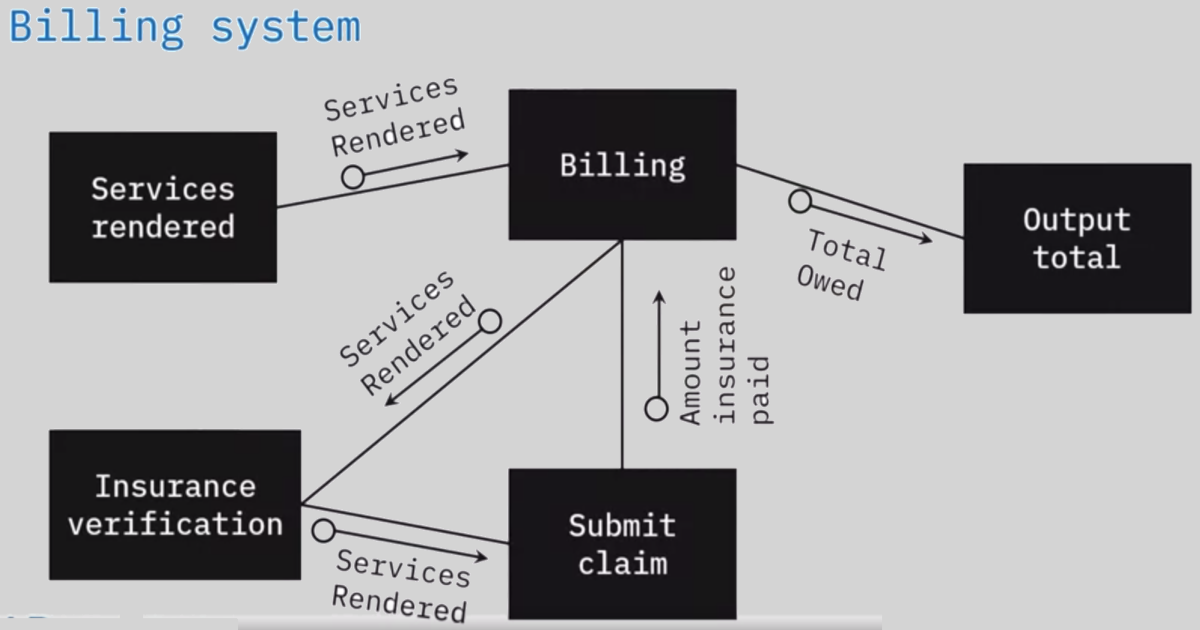 Billing system
Services
Rendered
Services
rendered
Billing
Output
total
Total
Owed
Services
Rendered
Amount
insurance
paid
Insurance
verification
Submit
claim
Services
Rendered